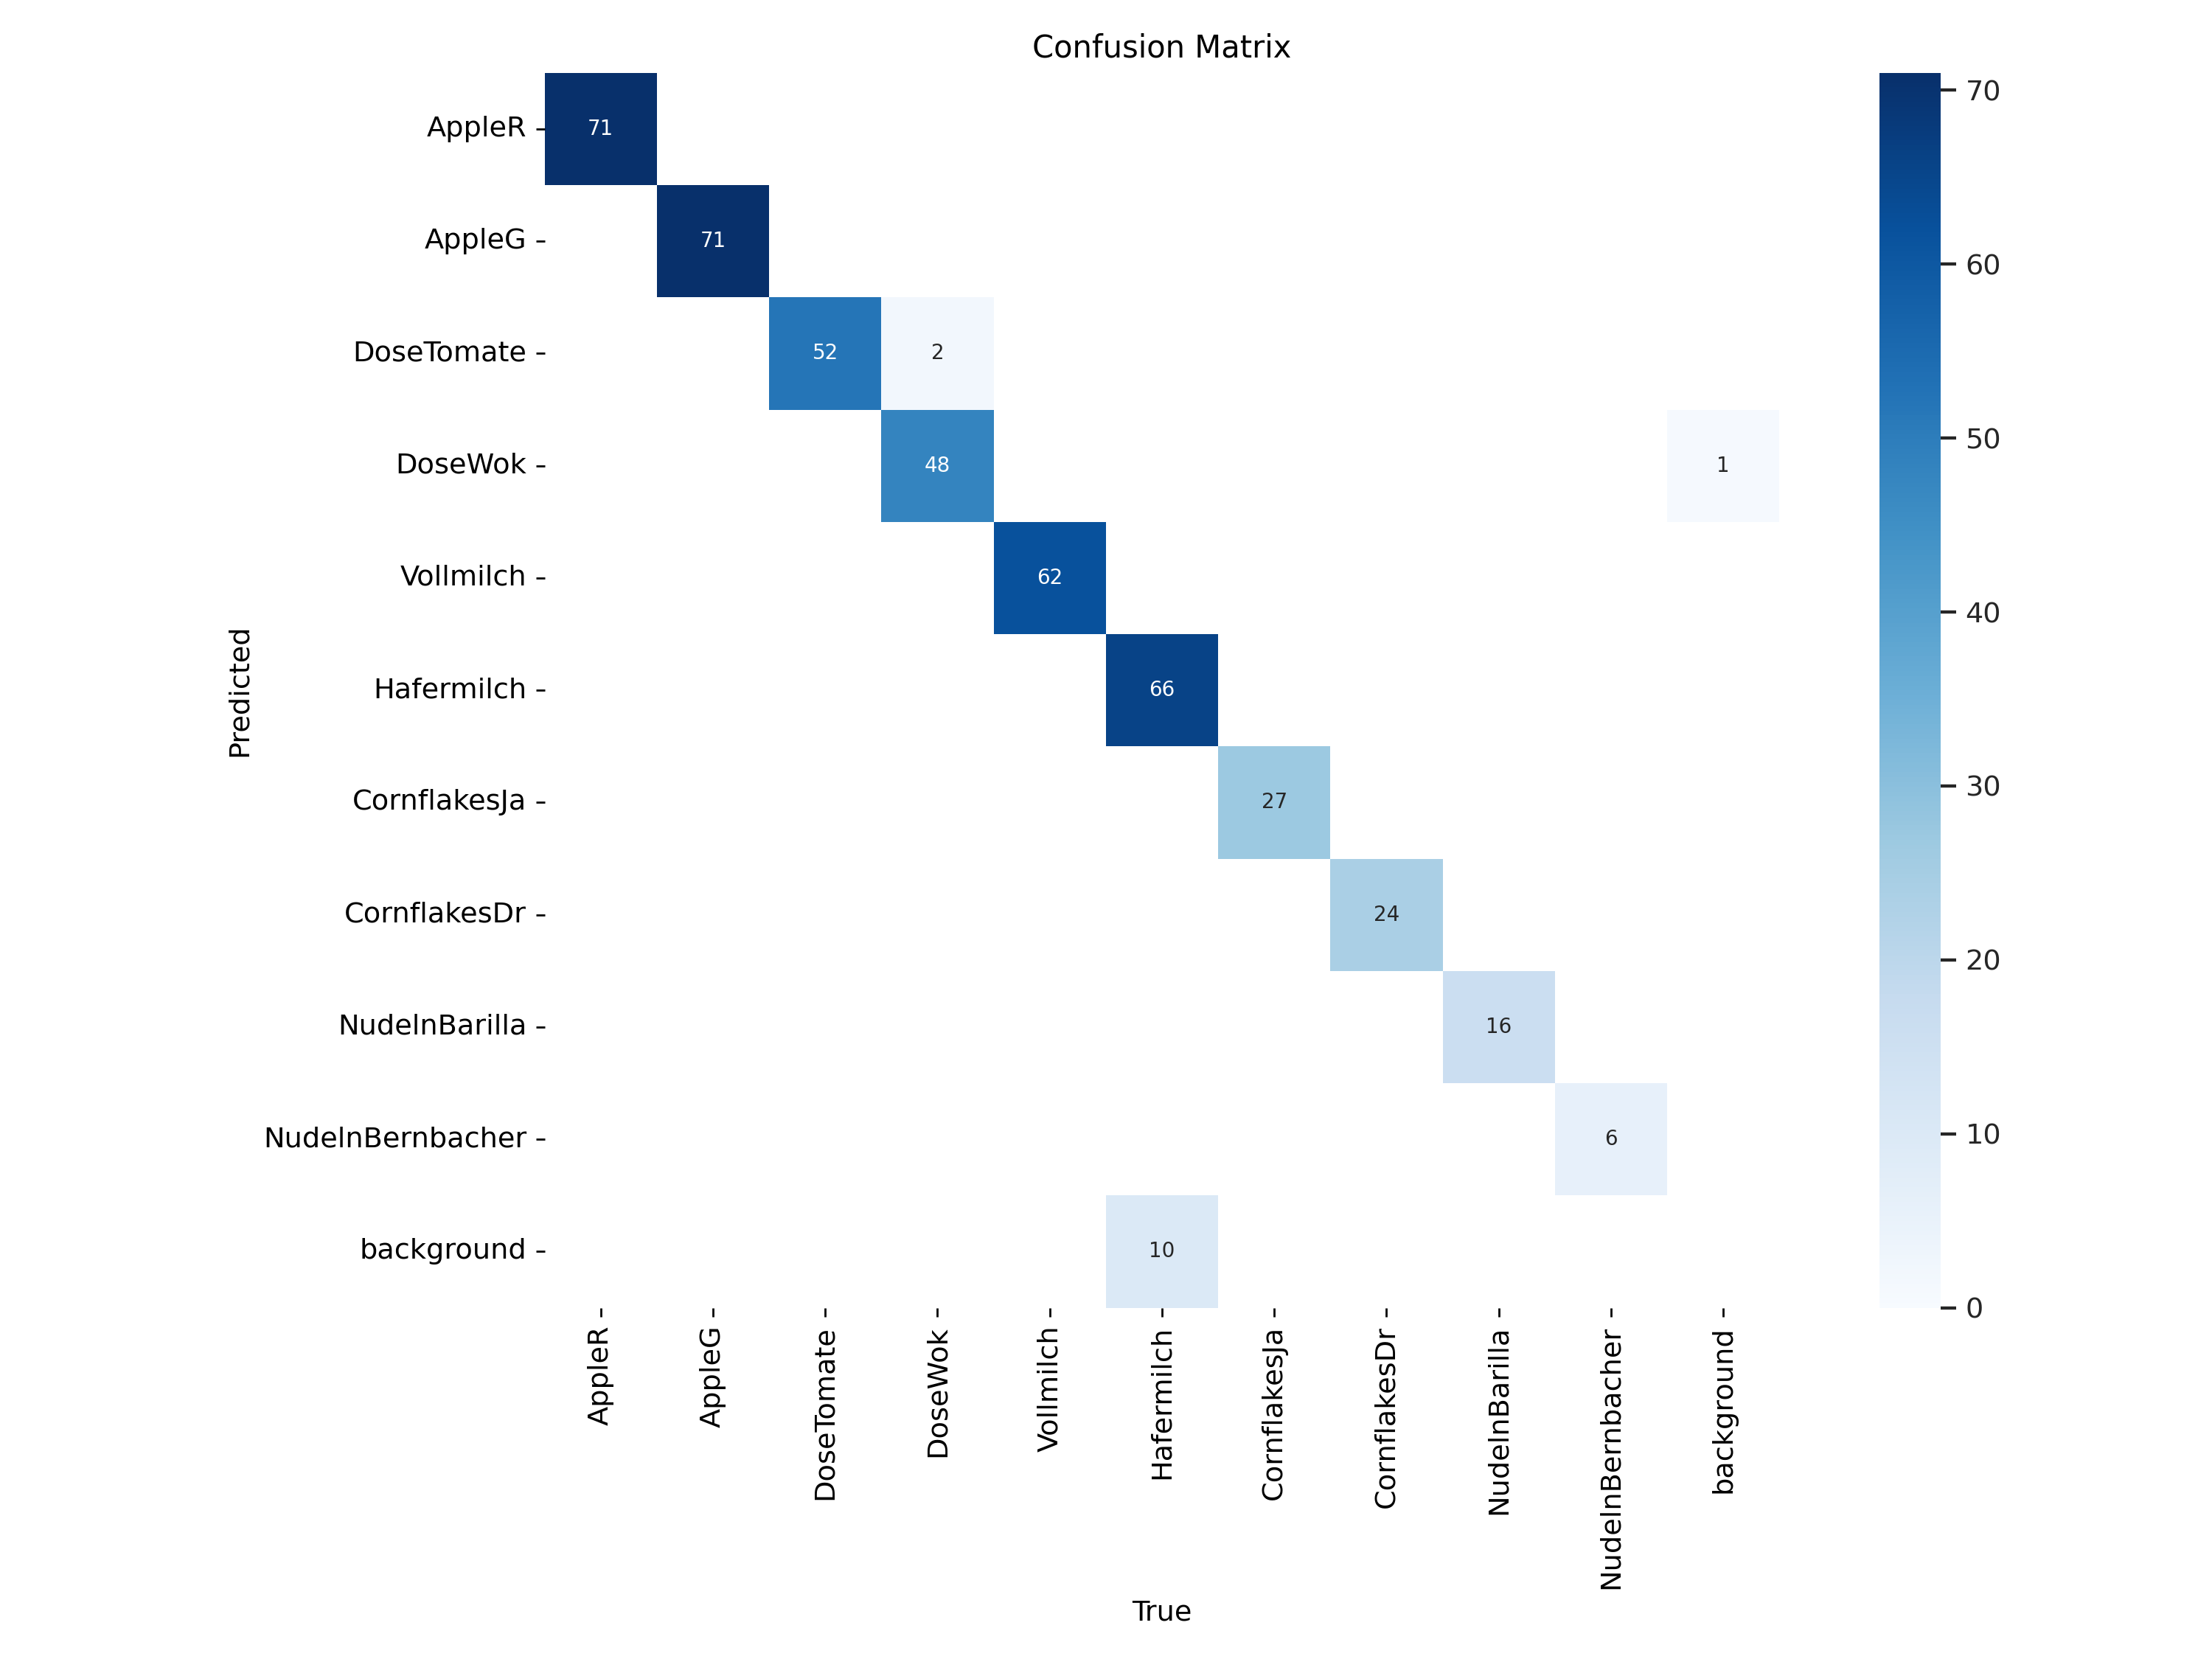 Confusion Matrix
AppleR
71
70
AppleG
71
60
DoseTomate
52 2
50
DoseWok
48 1
Vollmilch
62
40
Predicted
Hafermilch
66
30
CornflakesJa
27
CornflakesDr
24
20
NudelnBarilla
16
NudelnBernbacher
6
10
background
10
0
AppleR AppleG DoseTomate DoseWok Vollmilch Hafermilch CornflakesJa CornflakesDr NudelnBarilla NudelnBernbacher background
True